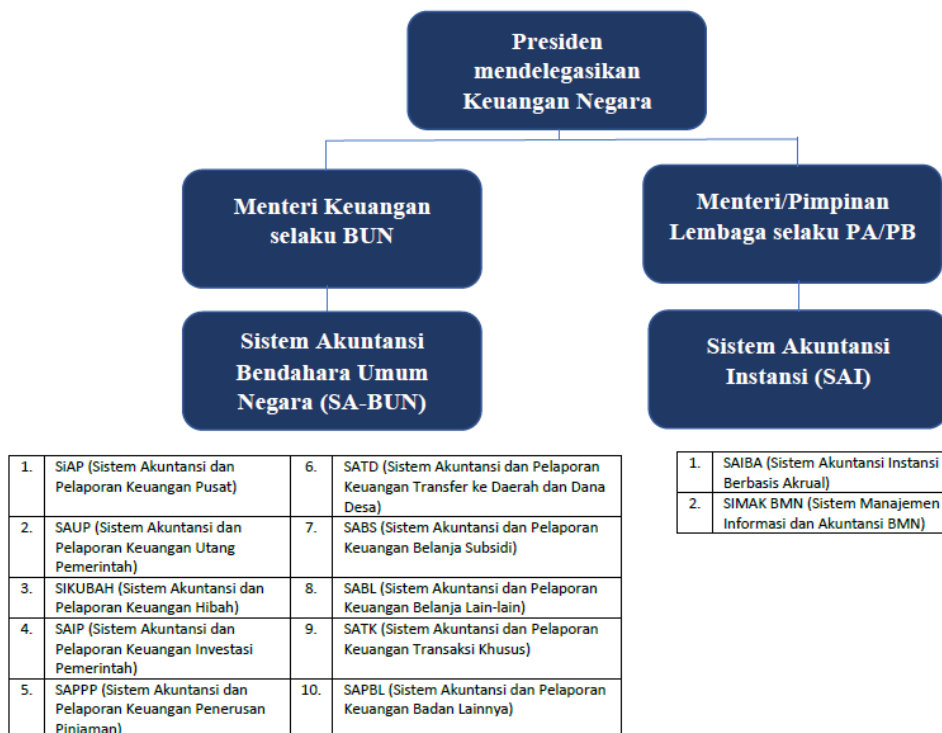 Presiden
mendelegasikan
Keuangan Negara
Menteri Keuangan
selaku BUN
Menteri/Pimpinan
Lembaga selaku PA/PB
Sistem Akuntansi
Bendahara Umum
Negara (SA-BUN)
Sistem Akuntansi
Instansi (SAI)
1. SiAP (Sistem Akuntansi dan
Pelaporan Keuangan Pusat)
2. SAUP (Sistem Akuntansi dan
Pelaporan Keuangan Utang
Pemerintah)
3. SIKUBAH (Sistem Akuntansi dan
Pelaporan Keuangan Hibah)
4. SAIP (Sistem Akuntansi dan
Pelaporan Keuangan Investasi
Pemerintah)
5. SAPPP (Sistem Akuntansi dan
Pelaporan Keuangan Penerusan
Pinjaman)
6. SATD (Sistem Akuntansi dan Pelaporan
Keuangan Transfer ke Daerah dan Dana
Desa)
7. SABS (Sistem Akuntansi dan Pelaporan
Keuangan Belanja Subsidi)
8. SABL (Sistem Akuntansi dan Pelaporan
Keuangan Belanja Lain-lain)
9. SATK (Sistem Akuntansi dan Pelaporan
Keuangan Transaksi Khusus)
10. SAPBL (Sistem Akuntansi dan Pelaporan
Keuangan Badan Lainnya)
1. SAIBA (Sistem Akuntansi Instansi
Berbasis Akrual)
2. SIMAK BMN (Sistem Manajemen
Informasi dan Akuntansi BMN)